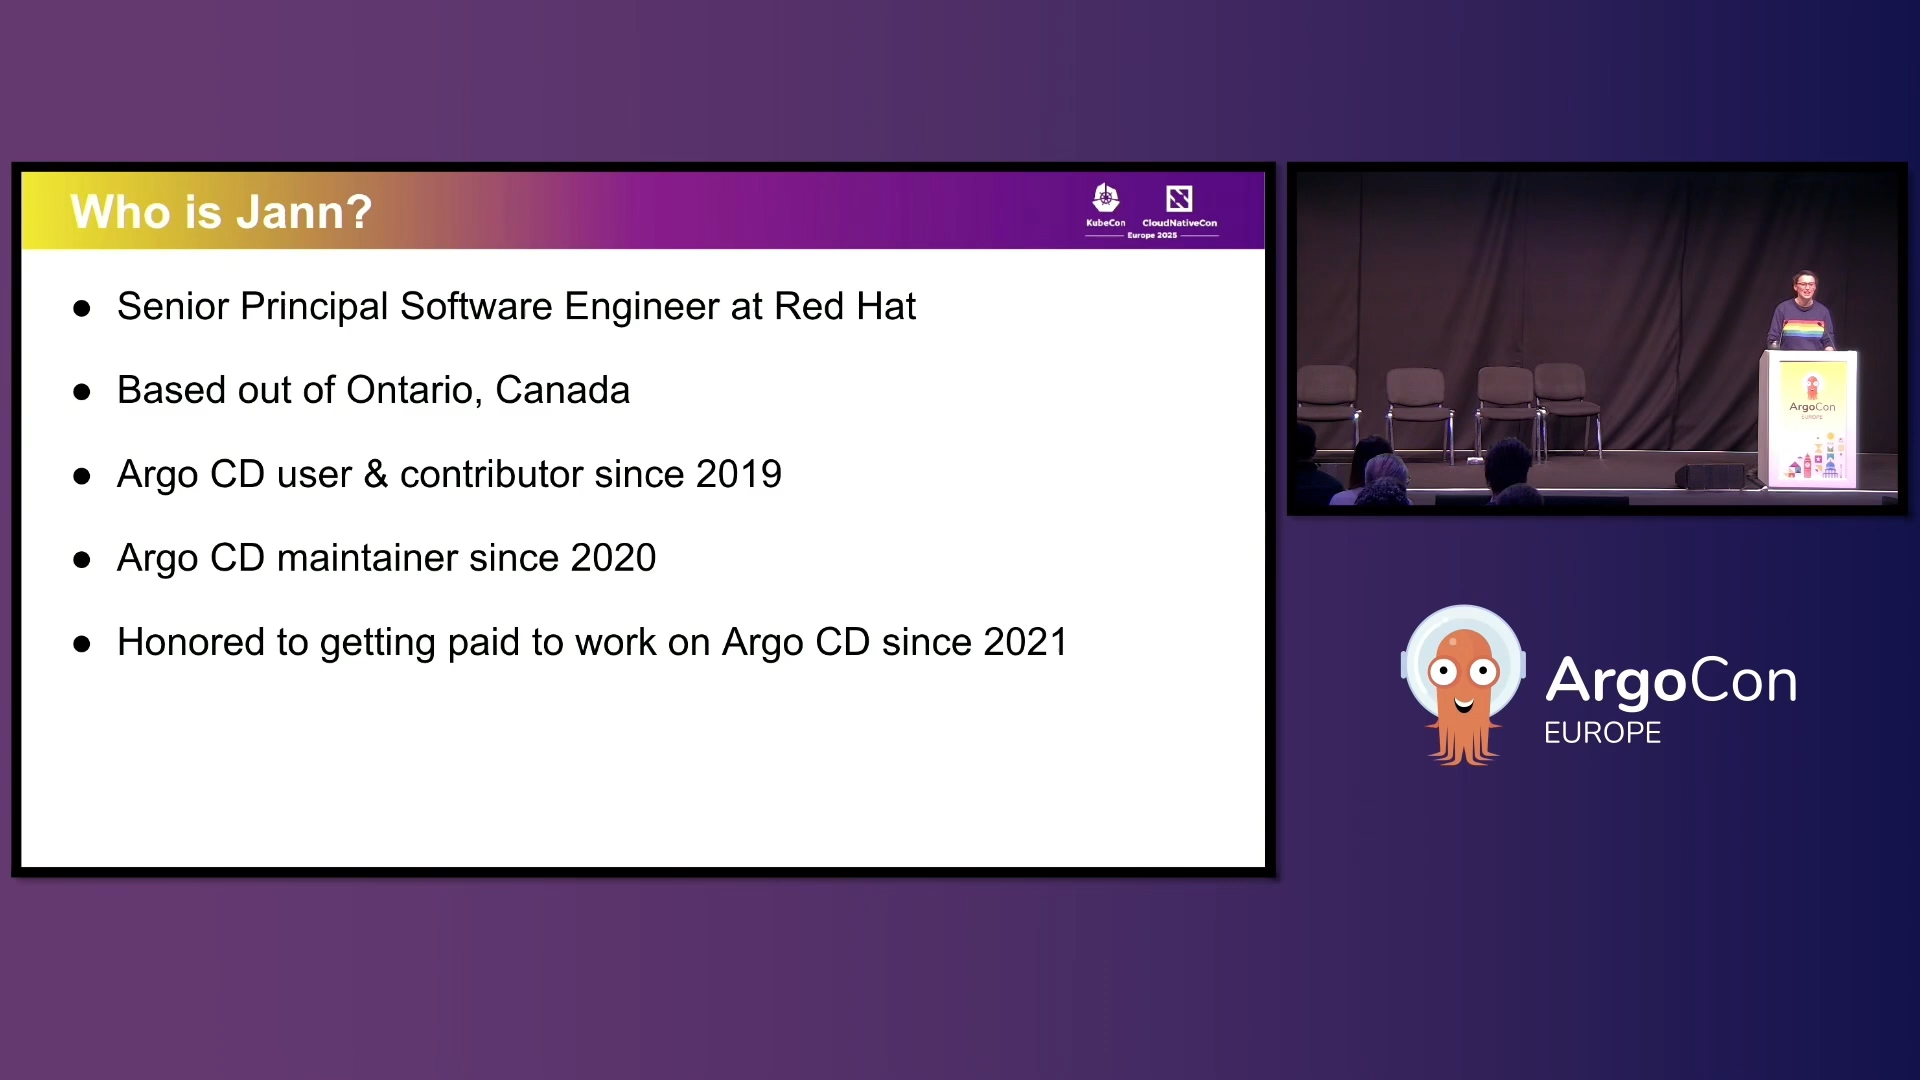 Who is Jann?
KubeCon
CloudNativeCon
Europe 2025
● Senior Principal Software Engineer at Red Hat
● Based out of Ontario, Canada
● Argo CD user & contributor since 2019
● Argo CD maintainer since 2020
● Honored to getting paid to work on Argo CD since 2021
ArgoCon
EUROPE
ArgoCon
EUROPE